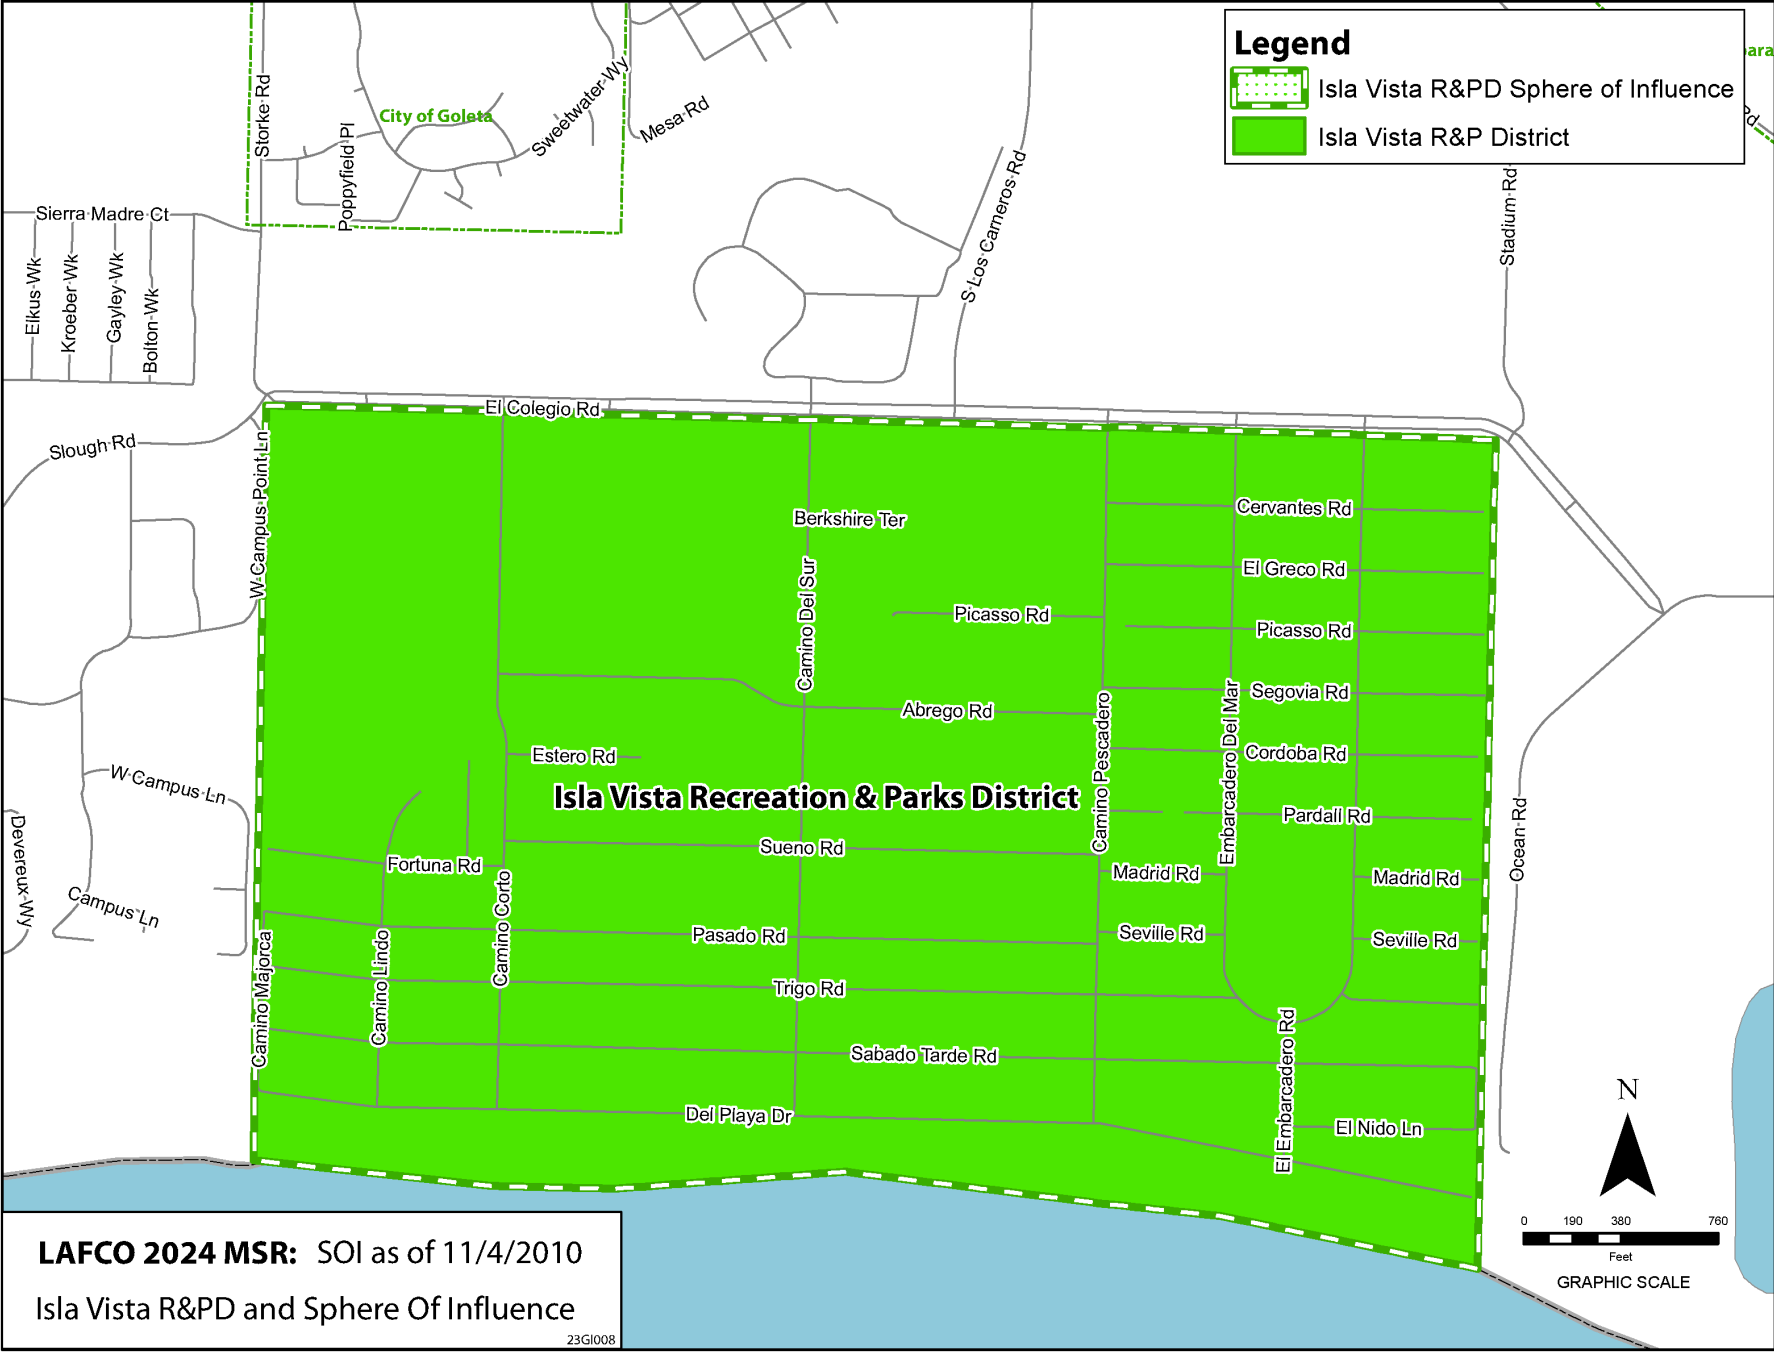 Legend
Isla Vista R&PD Sphere of Influence
Isla Vista R&P District
Storke Rd
City of Goleta
Poppyfield Pl
Sweetwater Wy
Mesa Rd
S Los Carneros Rd
Stadium Rd
Rd
Sierra Madre Ct
Elkus Wk
Kroeber Wk
Gayley Wk
Bolton Wk
El Colegio Rd
Slough Rd
W Campus Point Ln
Cervantes Rd
Berkshire Ter
El Greco Rd
Camino Del Sur
Picasso Rd
Picasso Rd
Segovia Rd
Abrego Rd
Camino Pescadero
Embarcadero Del Mar
Estero Rd
Cordoba Rd
W Campus Ln
Isla Vista Recreation & Parks District
Pardall Rd
Ocean Rd
Devereux Wy
Sueno Rd
Fortuna Rd
Madrid Rd
Madrid Rd
Campus Ln
Camino Corto
Camino Majorca
Camino Lindo
Pasado Rd
Seville Rd
Seville Rd
Trigo Rd
Sabado Tarde Rd
El Embarcadero Rd
Del Playa Dr
El Nido Ln
N
0 190 380 760
Feet
GRAPHIC SCALE
LAFCO 2024 MSR: SOI as of 11/4/2010
Isla Vista R&PD and Sphere Of Influence
23GI008